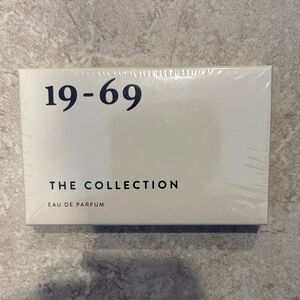 19-69
THE COLLECTION
EAU DE PARFUM